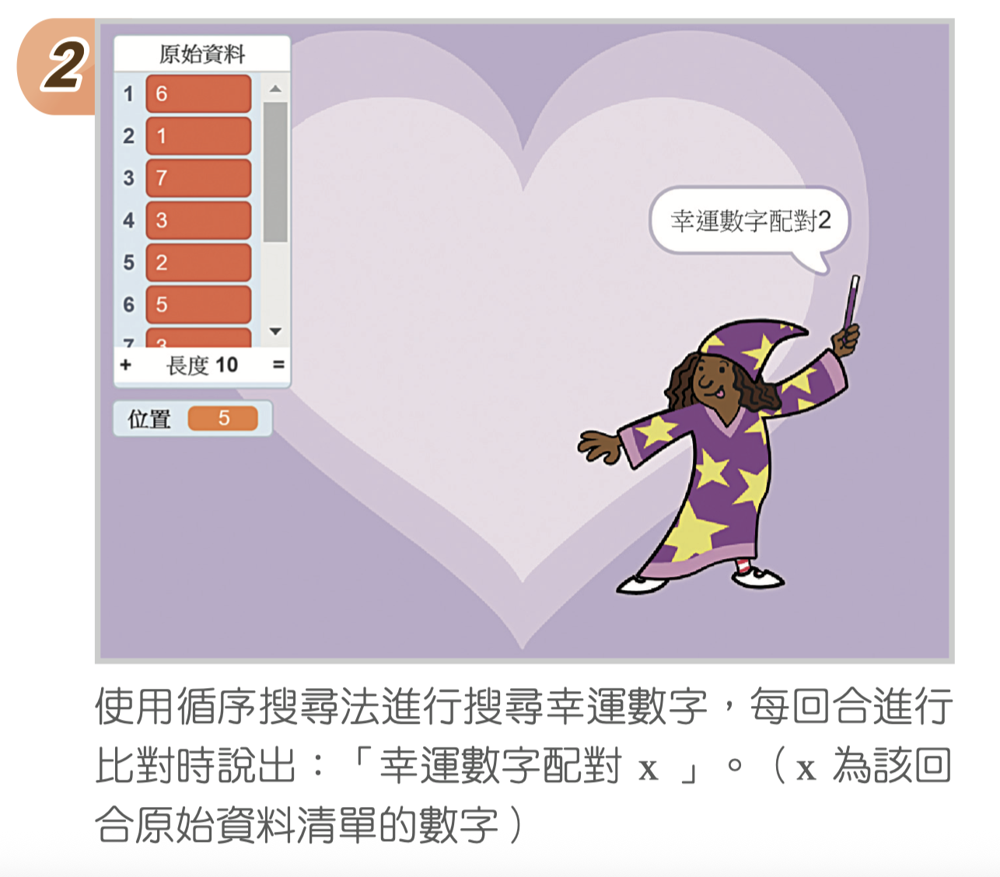 2
原始資料
1 6
2 1
3 7
4 3
5 2
6 5
7 3
+ 長度 10 =
位置 5
幸運數字配對2
使用循序搜尋法進行搜尋幸運數字，每回合進行
比對時說出：「幸運數字配對 x 」。（x 為該回
合原始資料清單的數字）